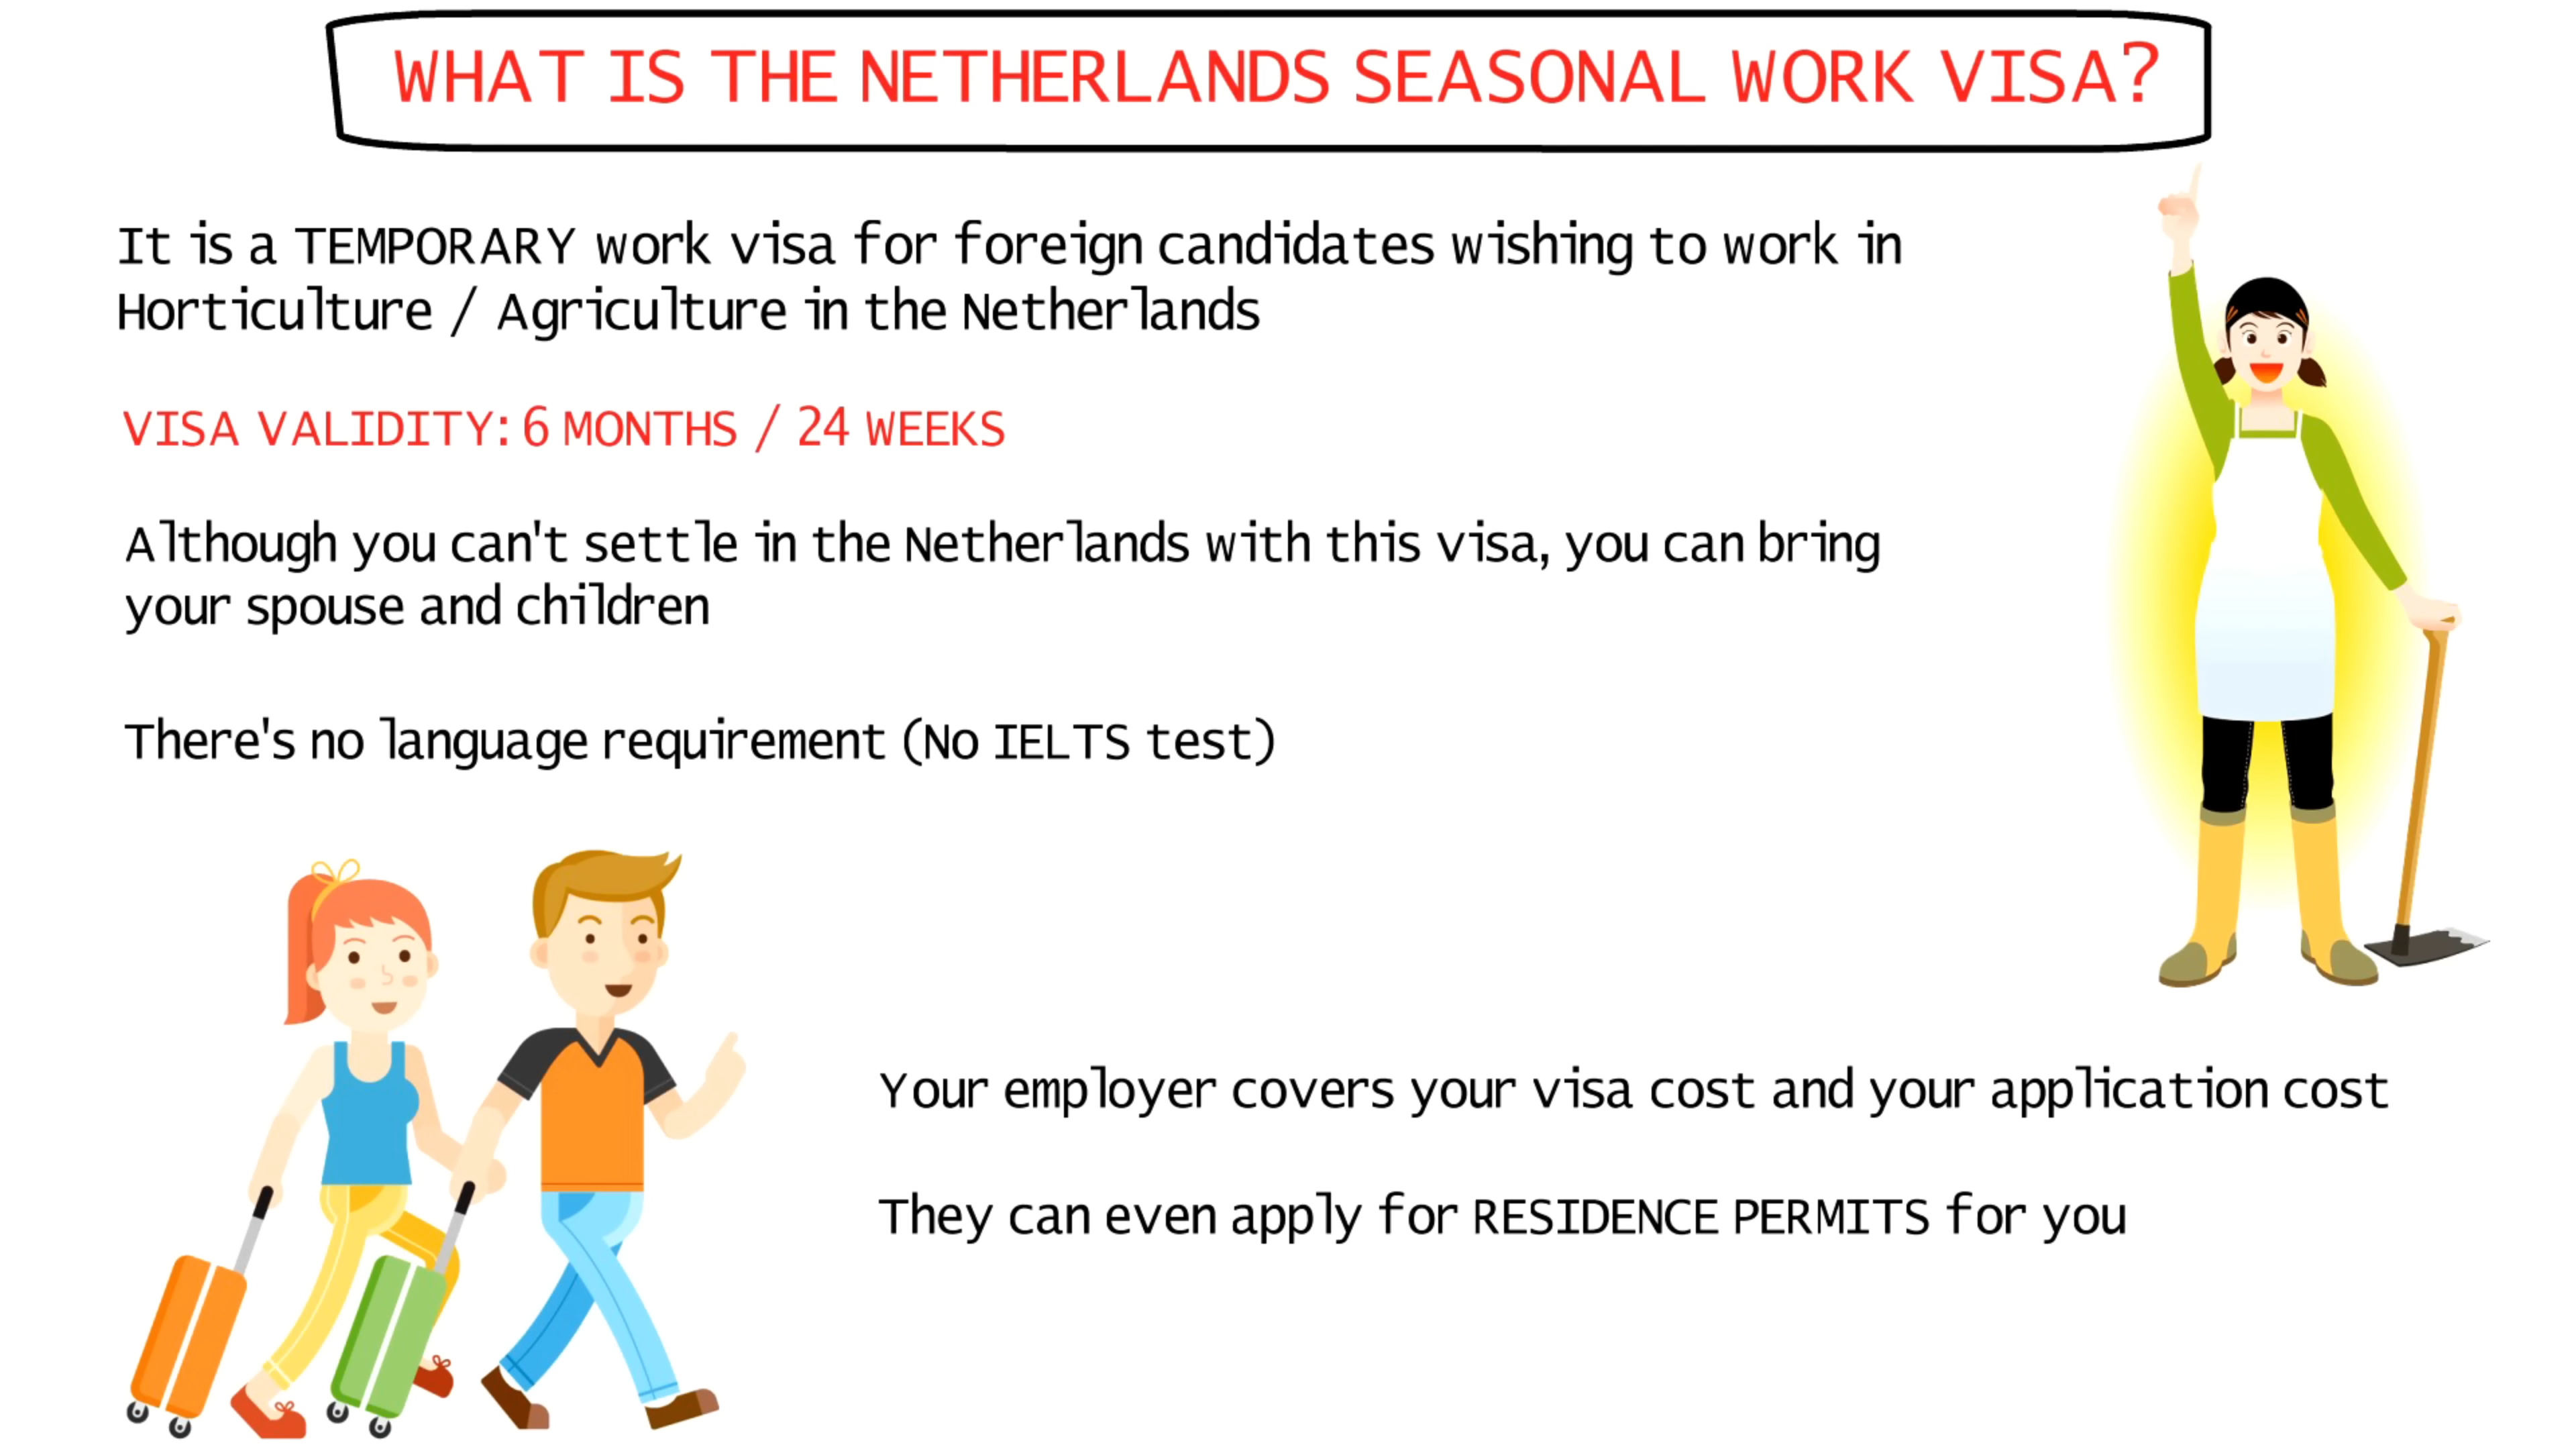 WHAT IS THE NETHERLANDS SEASONAL WORK VISA?
It is a TEMPORARY work visa for foreign candidates wishing to work in
Horticulture / Agriculture in the Netherlands
VISA VALIDITY: 6 MONTHS / 24 WEEKS
Although you can't settle in the Netherlands with this visa, you can bring
your spouse and children
There's no language requirement (No IELTS test)
Your employer covers your visa cost and your application cost
They can even apply for RESIDENCE PERMITS for you